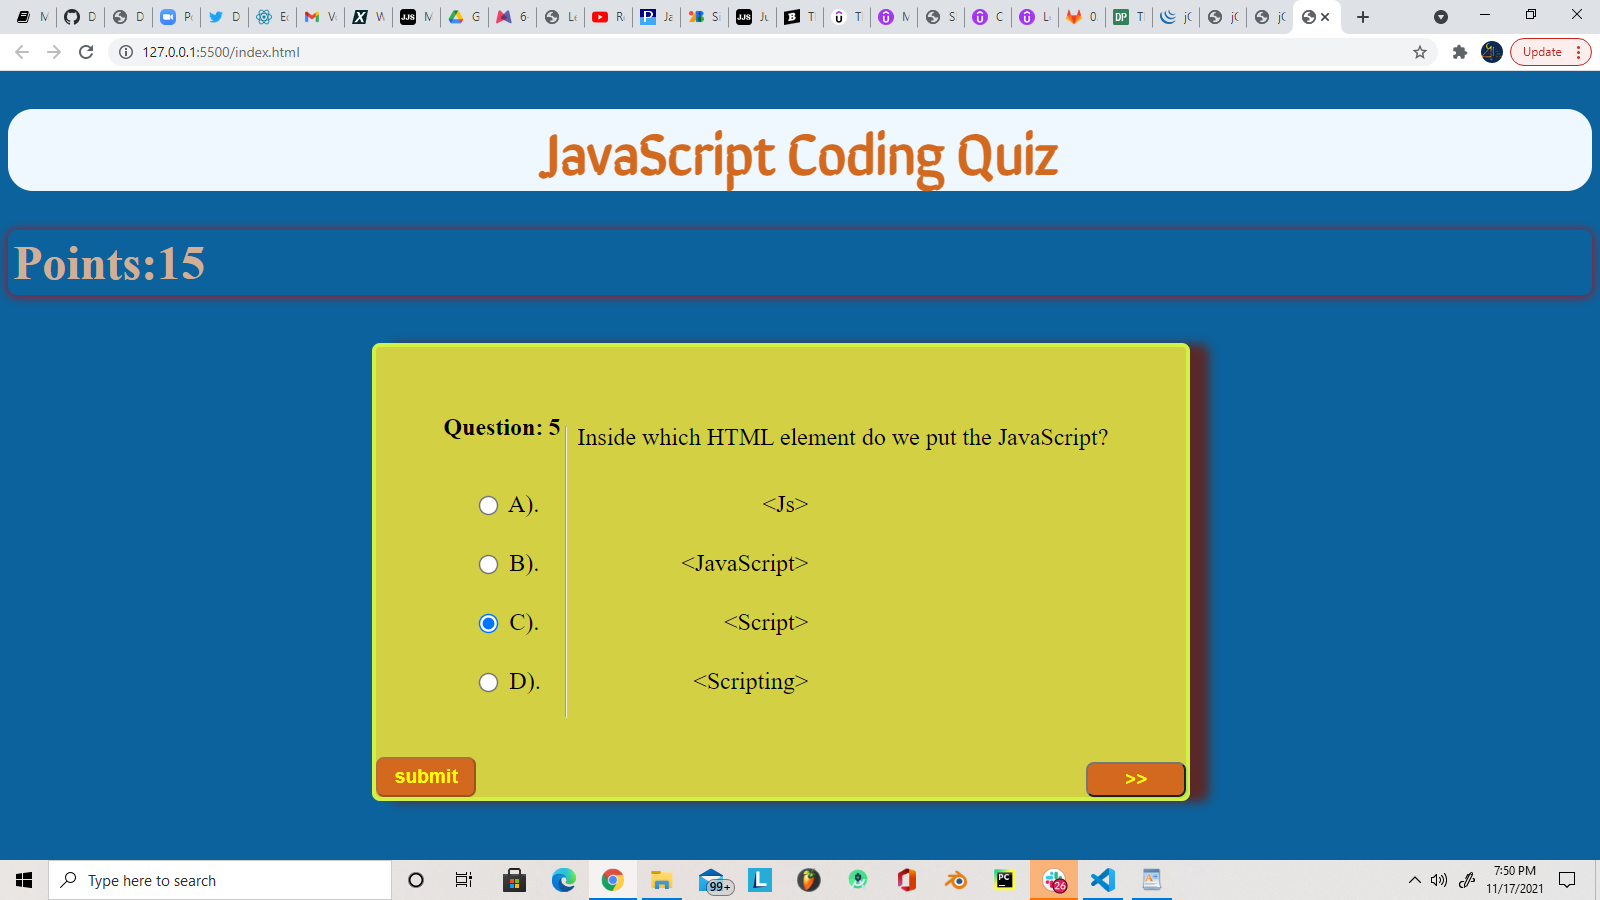 127.0.0.1:5500/index.html
Update
JavaScript Coding Quiz
Points:15
Question: 5
Inside which HTML element do we put the JavaScript?
A). <Js>
B). <JavaScript>
C). <Script>
D). <Scripting>
submit
>>
Type here to search
99+
26
7:50 PM
11/17/2021